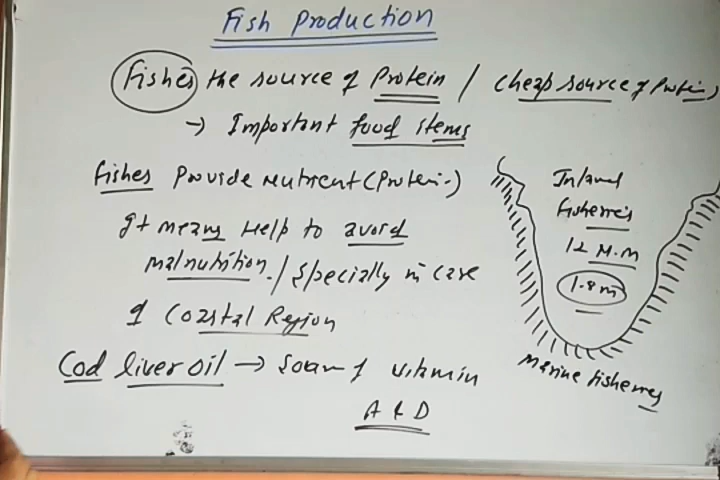 Fish Production
Fishes the source of Protein / cheap source of Protein
→ Important food items
fishes Provide Nutrient (Protein-)
It means Help to avoid
malnutrition. / specially in case
of Coastal Region
Cod liver oil → Source of vitamin
A & D
Inland
fisheries
12 M.m
1.8 m
Marine fisheries